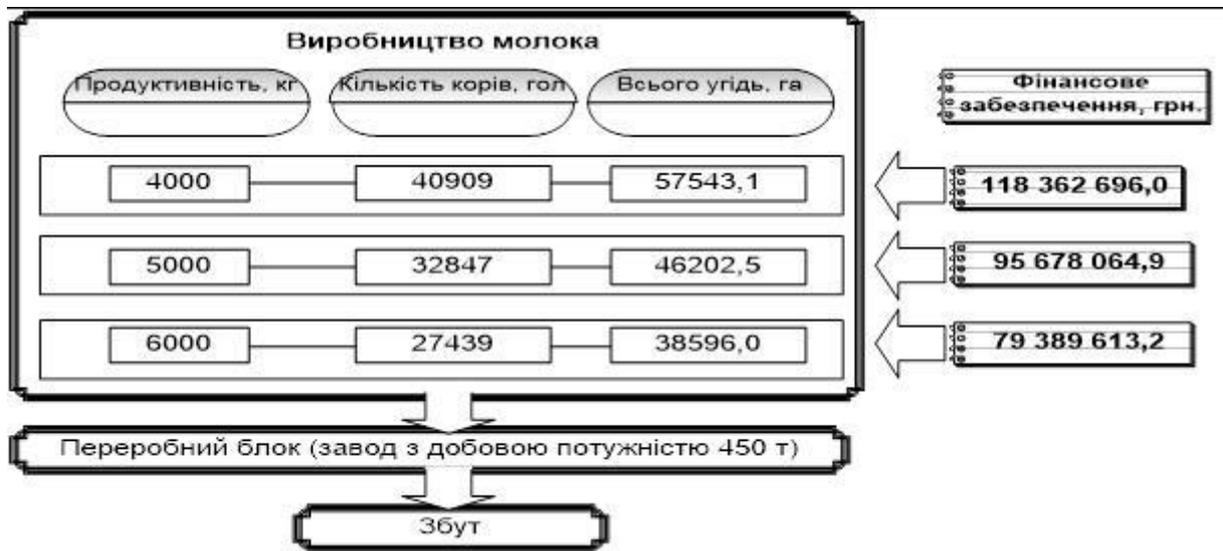 Виробництво молока
Продуктивність, кг
Кількість корів, гол
Всього угідь, га
Фінансове
забезпечення, грн.
4000
40909
57543,1
118 362 696,0
5000
32847
46202,5
95 678 064,9
6000
27439
38596,0
79 389 613,2
Переробний блок (завод з добовою потужністю 450 т)
Збут